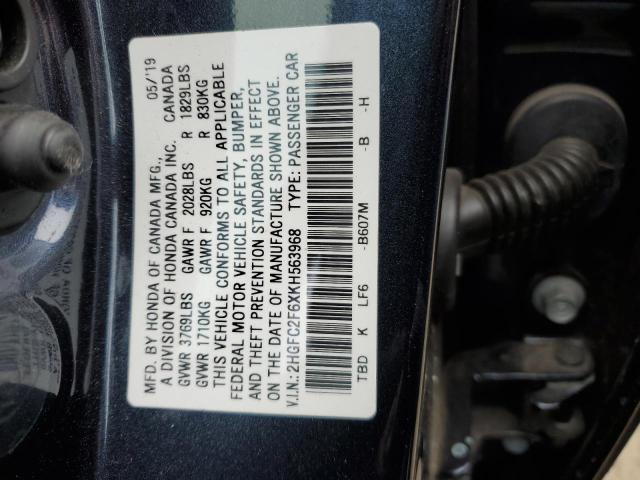 MFD. BY HONDA OF CANADA MFG., 05/'19
A DIVISION OF HONDA CANADA INC. CANADA
GVWR 3769LBS GAWR F 2028LBS R 1829LBS
GVWR 1710KG GAWR F 920KG R 830KG
THIS VEHICLE CONFORMS TO ALL APPLICABLE
FEDERAL MOTOR VEHICLE SAFETY, BUMPER,
AND THEFT PREVENTION STANDARDS IN EFFECT
ON THE DATE OF MANUFACTURE SHOWN ABOVE.
V.I.N.: 2HGFC2F6XKH563968 TYPE: PASSENGER CAR
TBD K LF6 -B607M -B -H